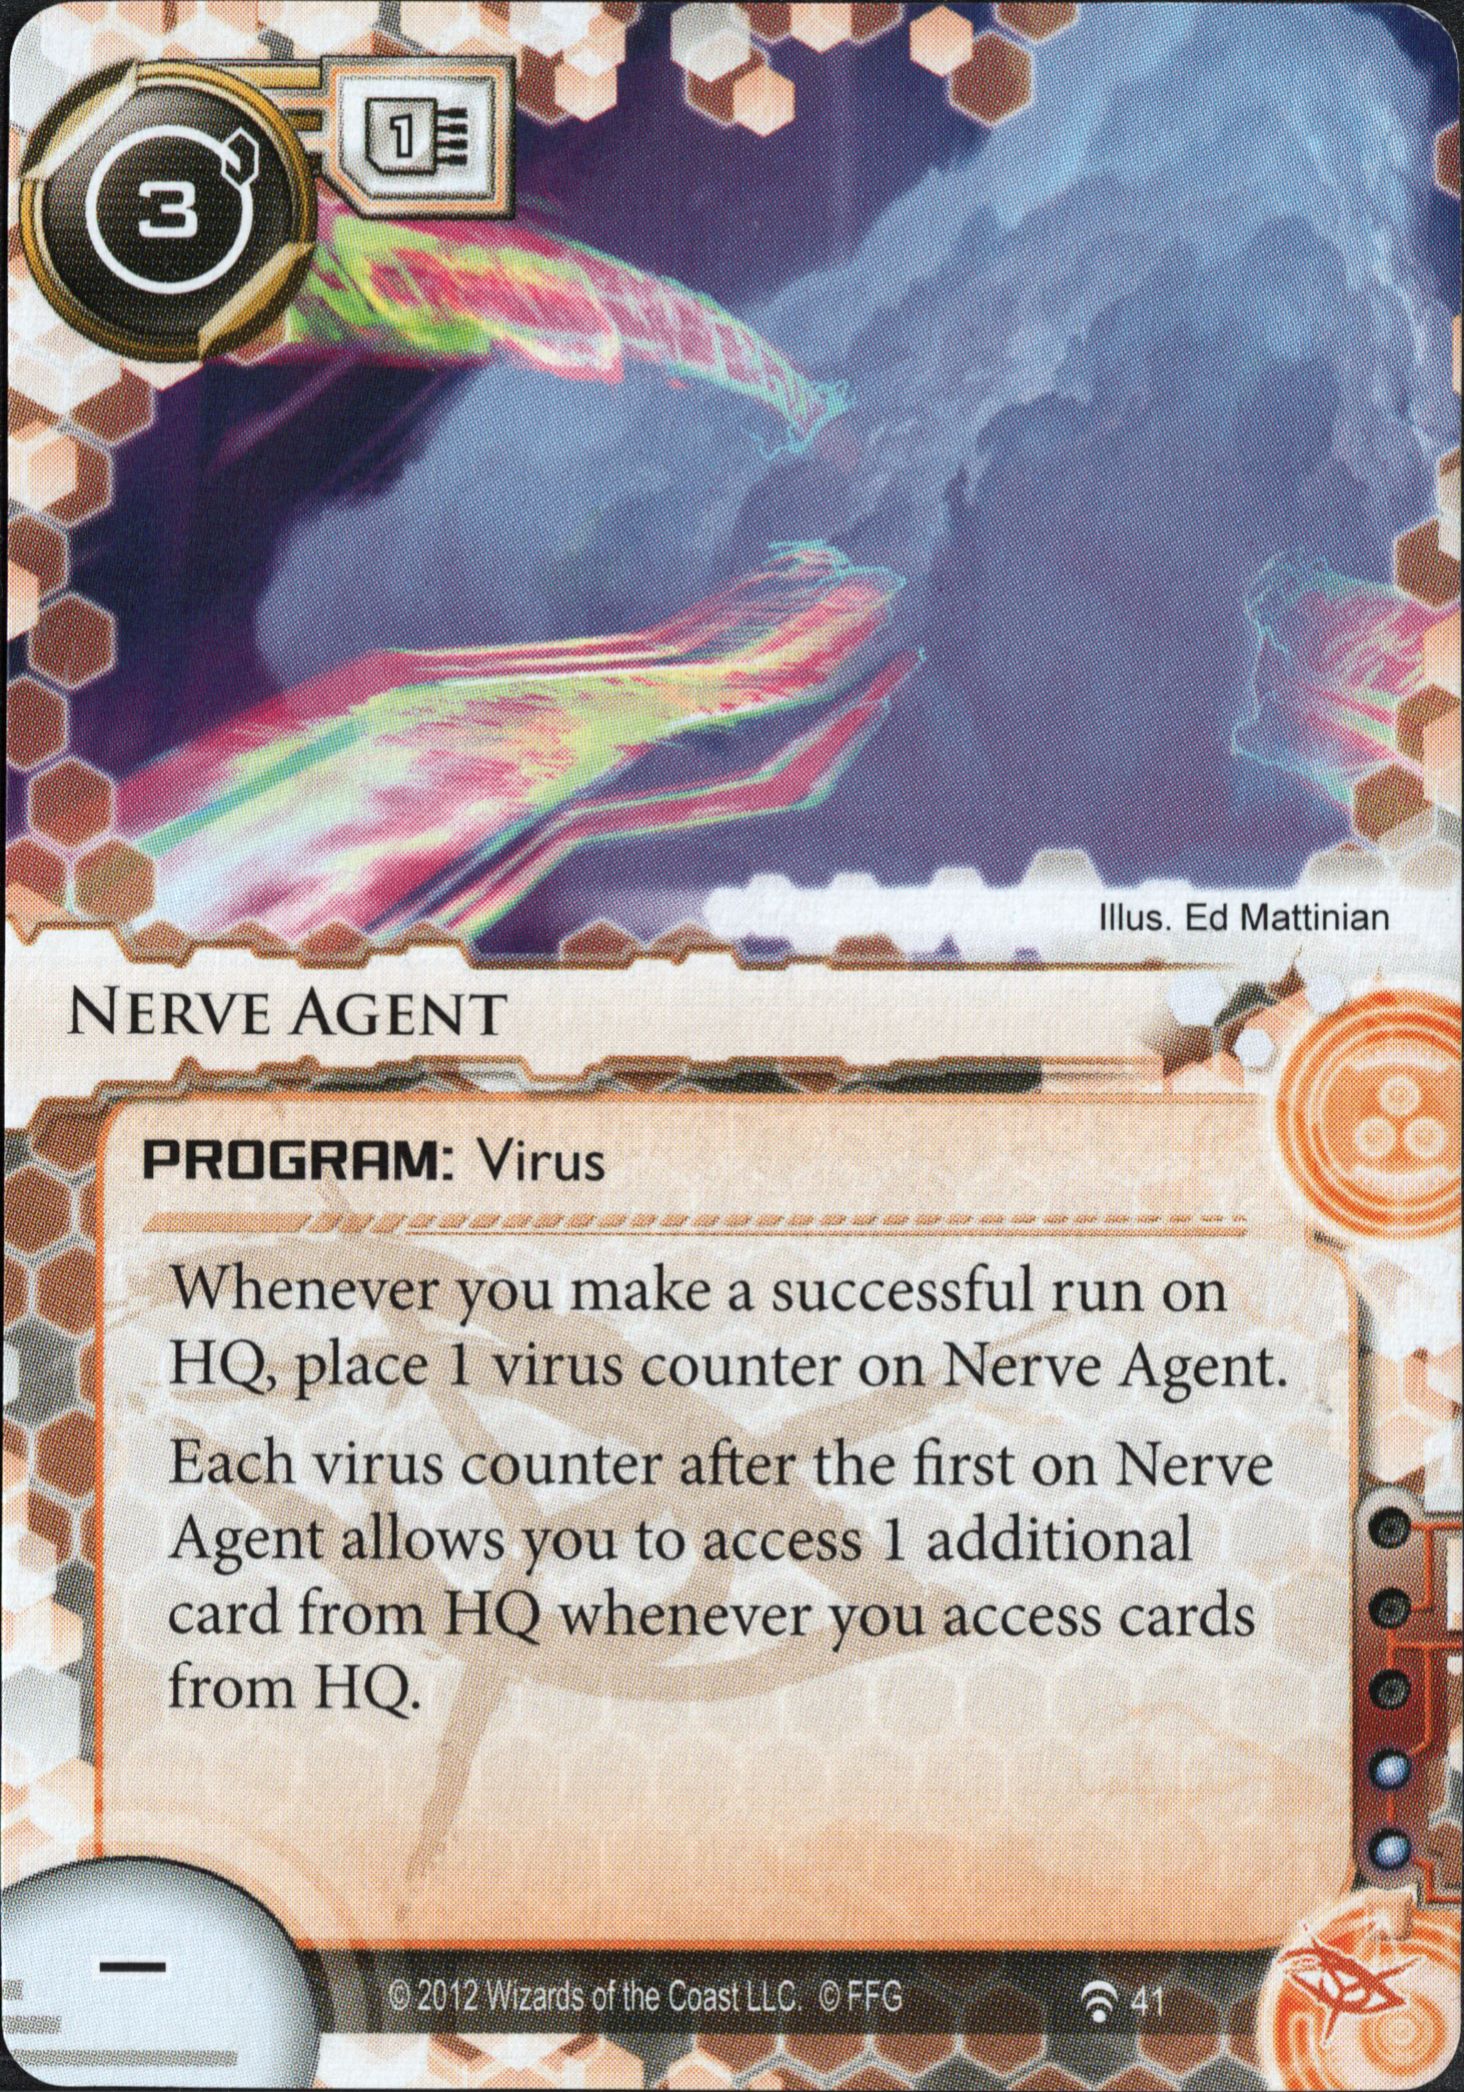 3
1
Illus. Ed Mattinian
NERVE AGENT
PROGRAM: Virus
Whenever you make a successful run on
HQ, place 1 virus counter on Nerve Agent.
Each virus counter after the first on Nerve
Agent allows you to access 1 additional
card from HQ whenever you access cards
from HQ.
–
© 2012 Wizards of the Coast LLC. © FFG
41